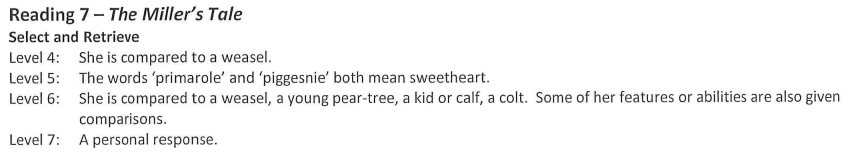 Reading 7 – The Miller's Tale
Select and Retrieve
Level 4: She is compared to a weasel.
Level 5: The words 'primarole' and 'piggesnie' both mean sweetheart.
Level 6: She is compared to a weasel, a young pear-tree, a kid or calf, a colt. Some of her features or abilities are also given
comparisons.
Level 7: A personal response.